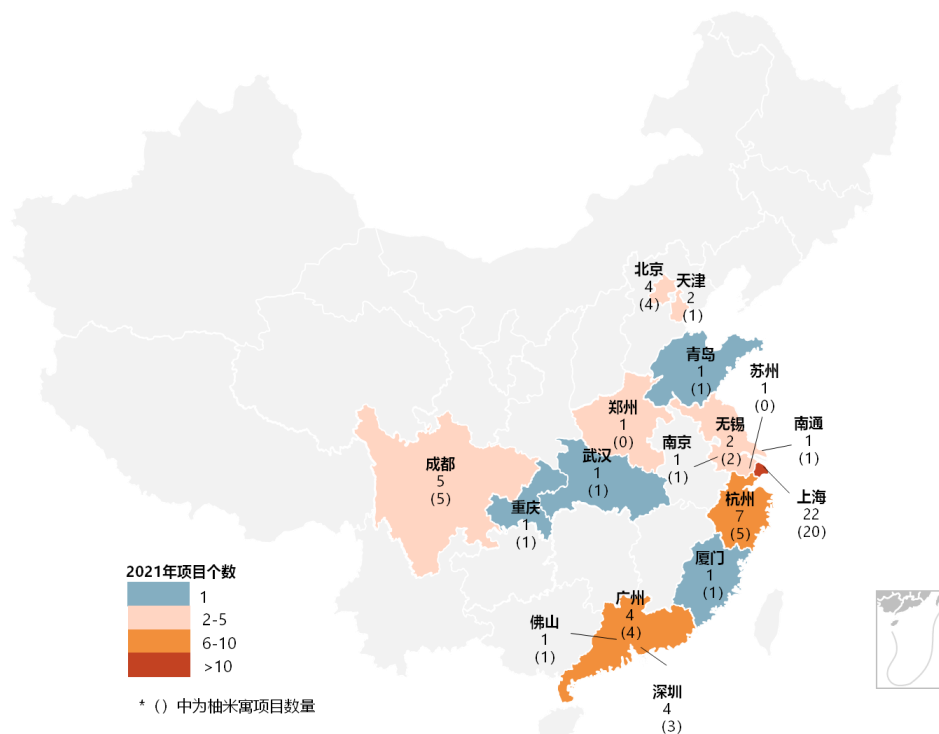 北京
4
(4)
天津
2
(1)
青岛
1
(1)
苏州
1
(0)
郑州
1
(0)
无锡
2
(2)
南通
1
(1)
南京
1
(1)
武汉
1
(1)
成都
5
(5)
重庆
1
(1)
上海
22
(20)
杭州
7
(5)
厦门
1
(1)
广州
4
(4)
佛山
1
(1)
深圳
4
(3)
2021年项目个数
1
2-5
6-10
>10
*（）中为柚米寓项目数量